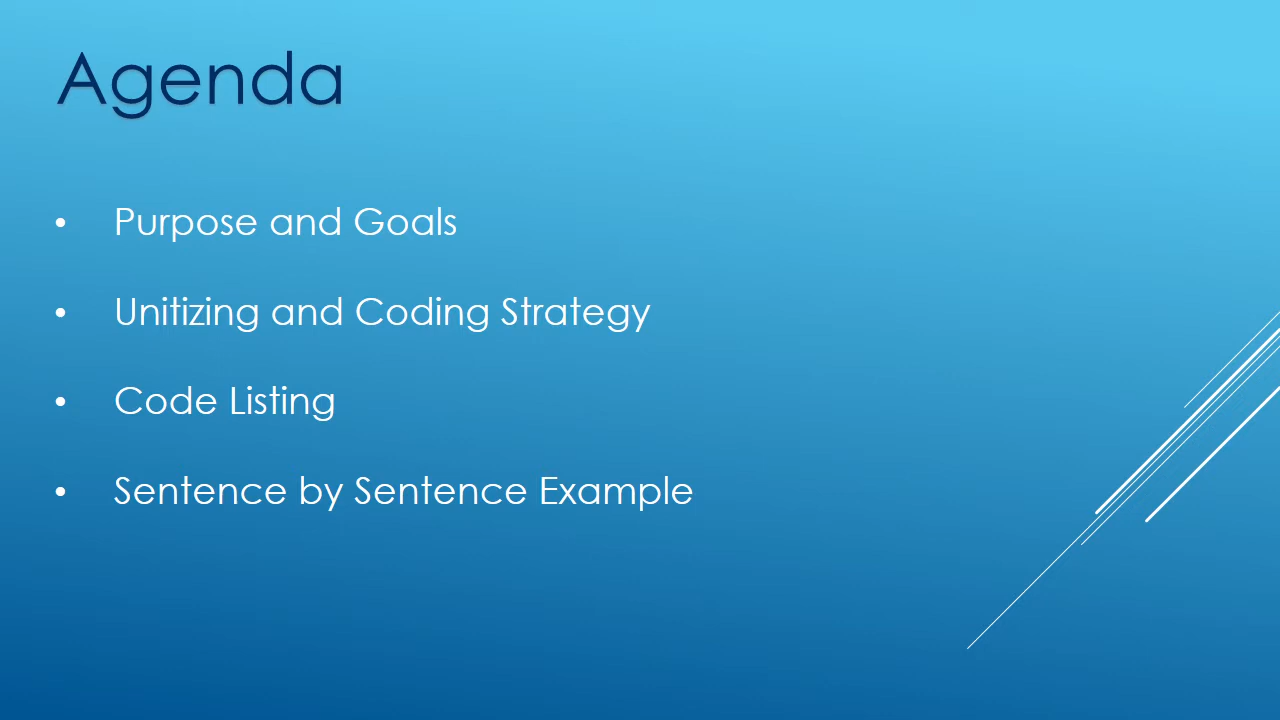 Agenda
• Purpose and Goals
• Unitizing and Coding Strategy
• Code Listing
• Sentence by Sentence Example